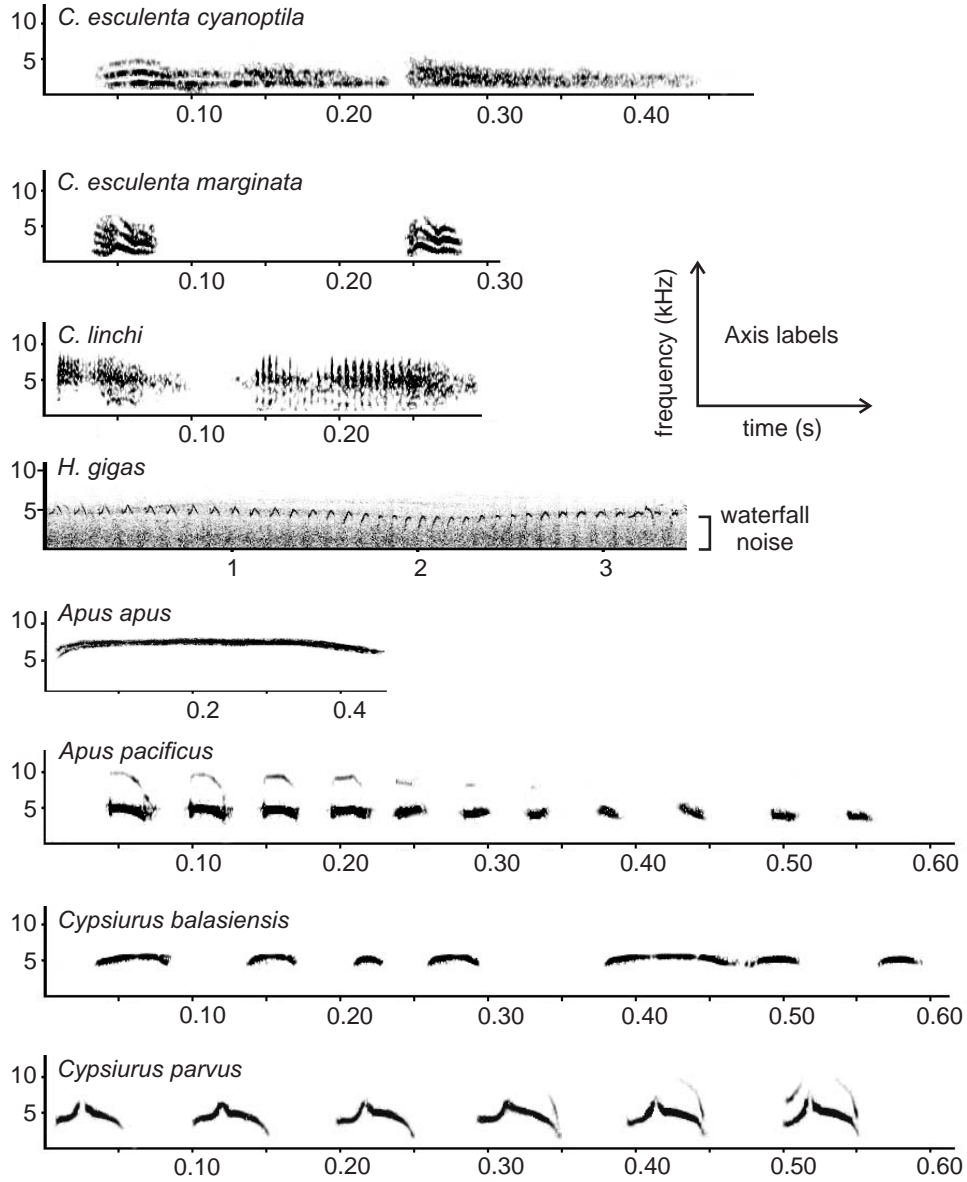 C. esculenta cyanoptila
10
5
0.10 0.20 0.30 0.40
C. esculenta marginata
10
5
0.10 0.20 0.30
C. linchi
10
5
0.10 0.20
frequency (kHz)
Axis labels
time (s)
H. gigas
10
5
waterfall
noise
1 2 3
Apus apus
10
5
0.2 0.4
Apus pacificus
10
5
0.10 0.20 0.30 0.40 0.50 0.60
Cypsiurus balasiensis
10
5
0.10 0.20 0.30 0.40 0.50 0.60
Cypsiurus parvus
10
5
0.10 0.20 0.30 0.40 0.50 0.60